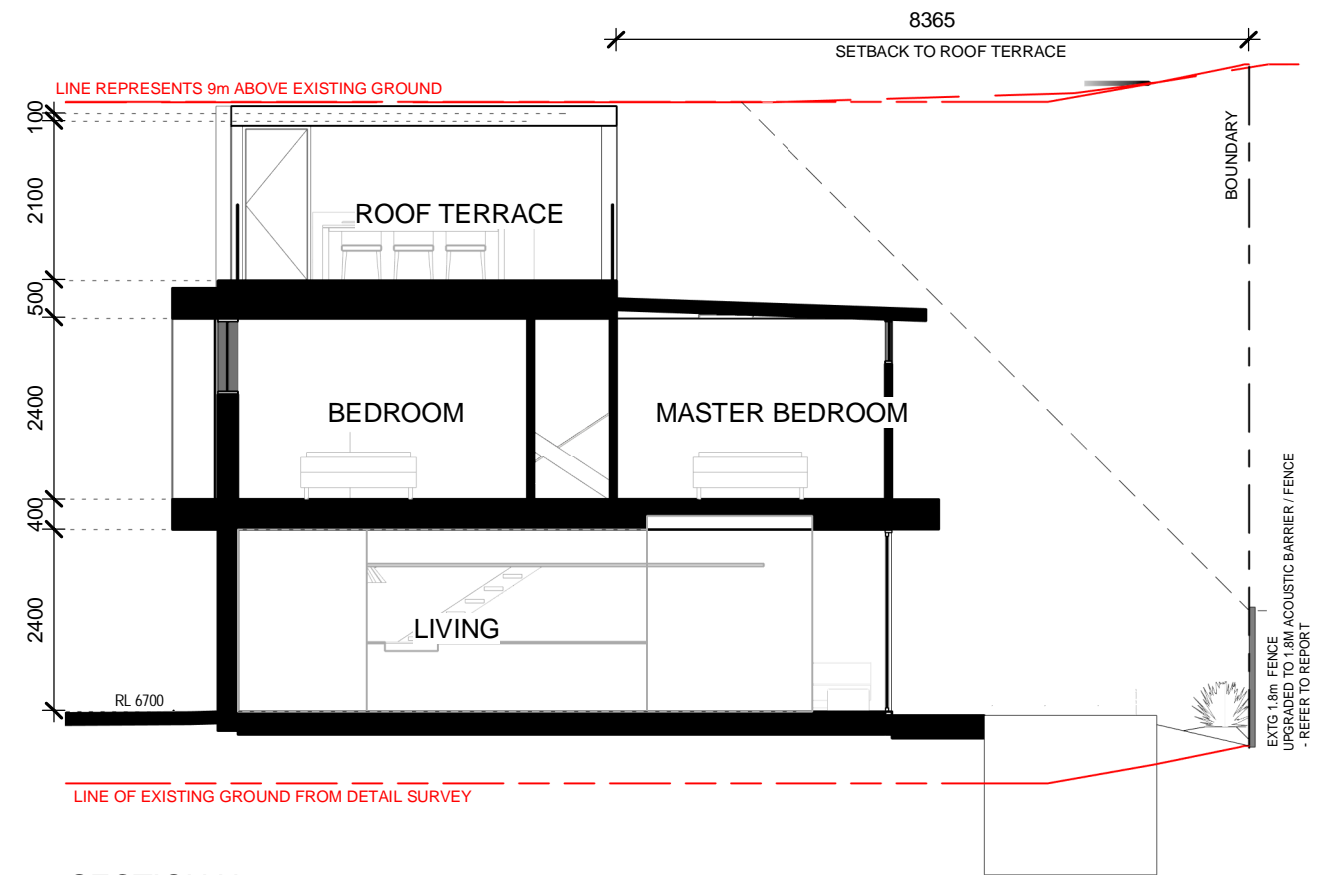 8365
SETBACK TO ROOF TERRACE
LINE REPRESENTS 9m ABOVE EXISTING GROUND
100
2100
500
2400
400
2400
BOUNDARY
ROOF TERRACE
BEDROOM
MASTER BEDROOM
LIVING
RL 6700
EXTG 1.8m FENCE
UPGRADED TO 1.8M ACOUSTIC BARRIER / FENCE
- REFER TO REPORT
LINE OF EXISTING GROUND FROM DETAIL SURVEY